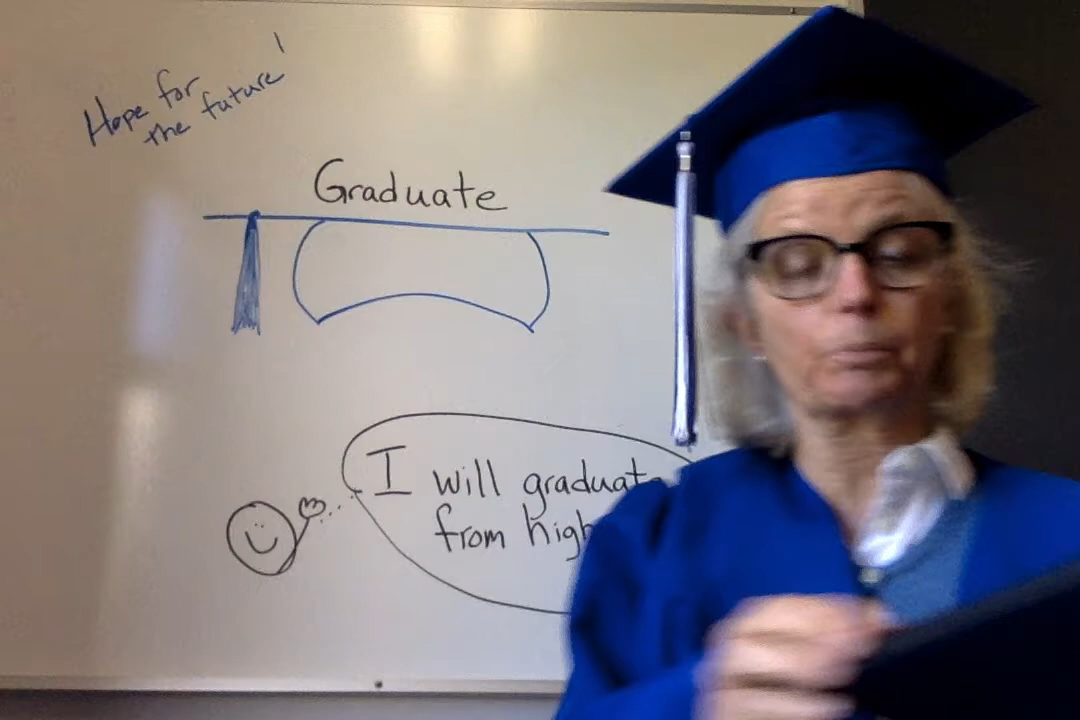 Hope for
the future!
Graduate
I will graduate
from high